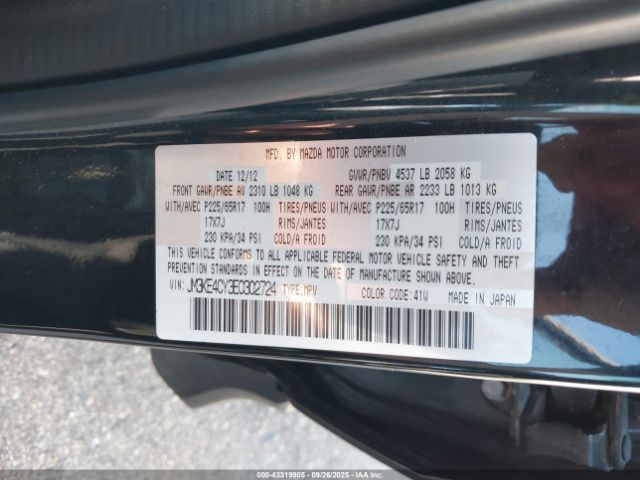 MFD. BY MAZDA MOTOR CORPORATION
DATE 12/12 GVWR/PNBV 4537 LB 2058 KG
FRONT GAWR/PNBE AV 2310 LB 1048 KG REAR GAWR/PNBE AR 2233 LB 1013 KG
WITH/AVEC P225/65R17 100H TIRES/PNEUS WITH/AVEC P225/65R17 100H TIRES/PNEUS
17X7J RIMS/JANTES 17X7J RIMS/JANTES
230 KPA/34 PSI COLD/A FROID 230 KPA/34 PSI COLD/A FROID
THIS VEHICLE CONFORMS TO ALL APPLICABLE FEDERAL MOTOR VEHICLE SAFETY AND THEFT
PREVENTION STANDARDS IN EFFECT ON THE DATE OF MANUFACTURE SHOWN ABOVE.
VIN: JM3KE4CY3E0302724 TYPE:MPV COLOR CODE:41W MADE IN JAPAN
000-43319905 - 09/26/2025 - IAAI.COM